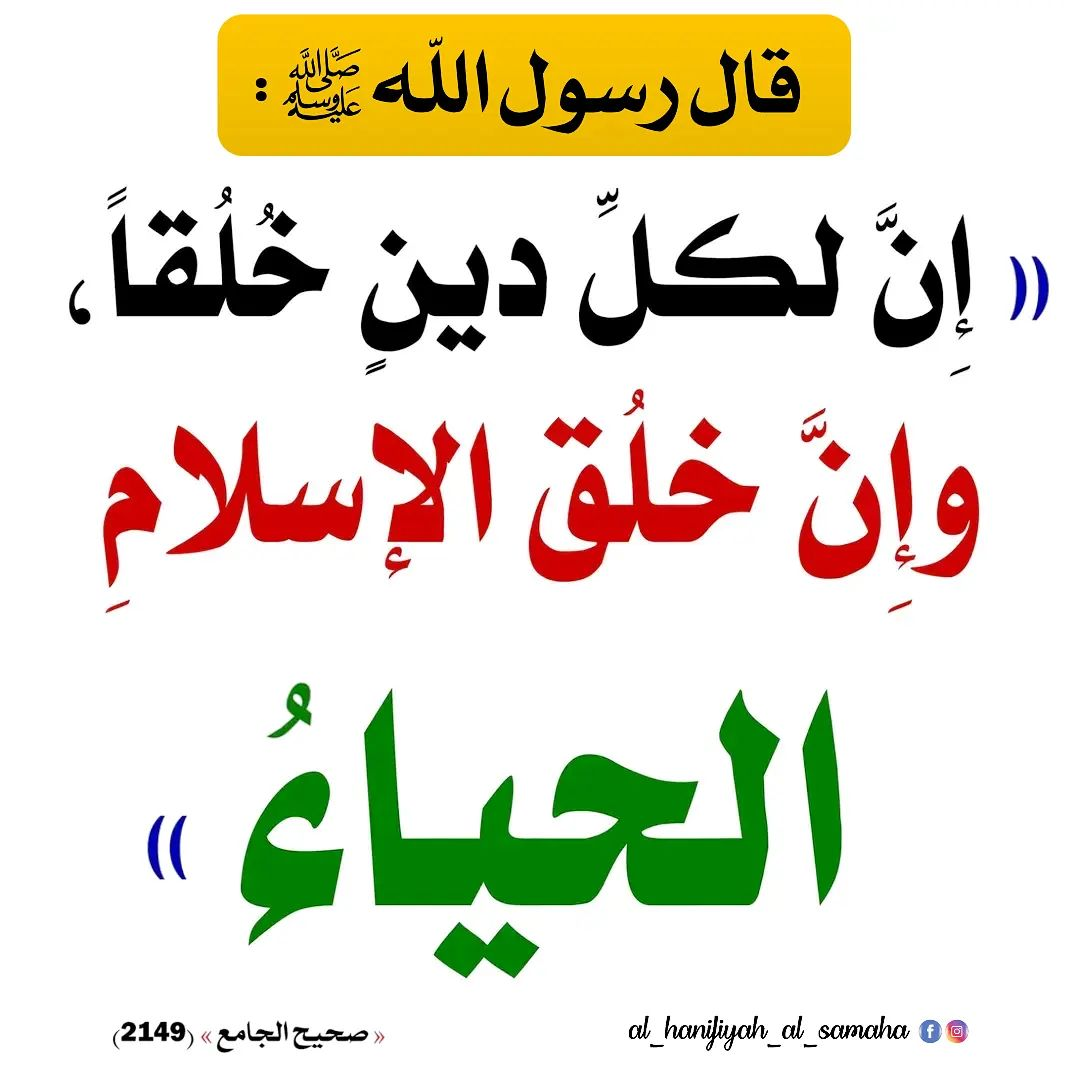 قال رسول الله ﷺ :
(( إِنَّ لكلِّ دينٍ خُلُقاً،
وإِنَّ خلُق الإسلامِ
الحياءُ ))
« صحيح الجامع » (2149)
al_hanifiyah_al_samaha